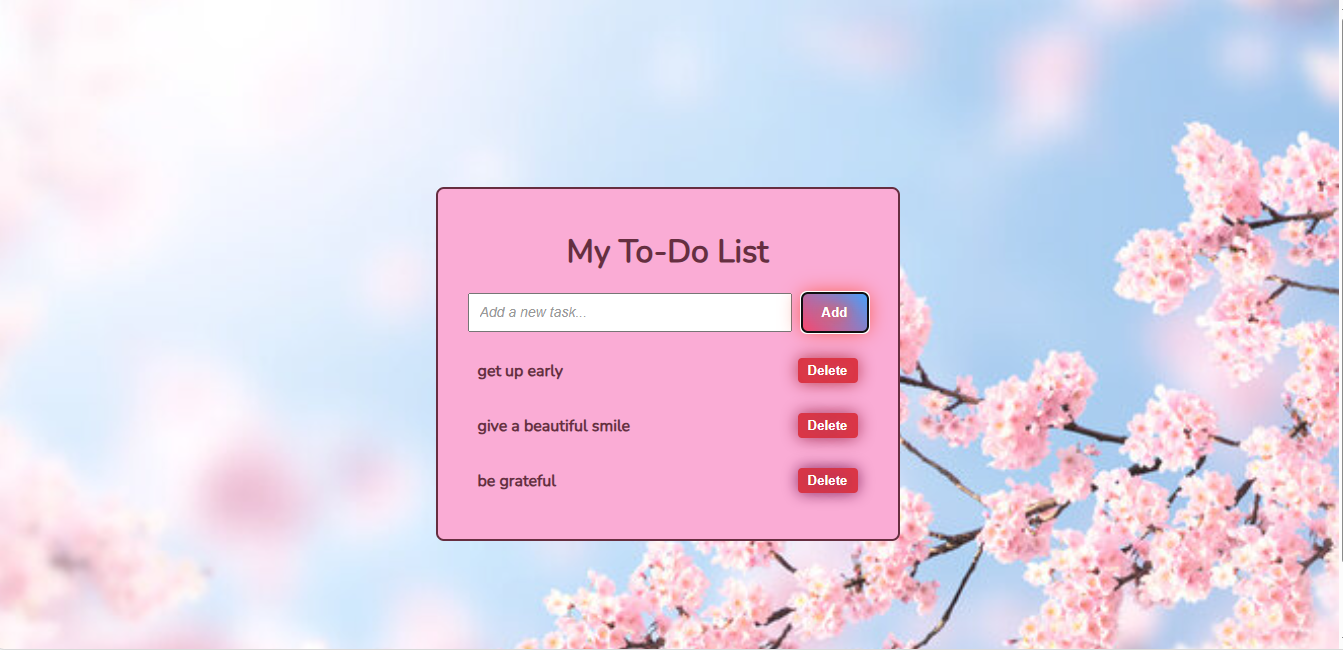 My To-Do List
Add a new task...
Add
get up early
Delete
give a beautiful smile
Delete
be grateful
Delete